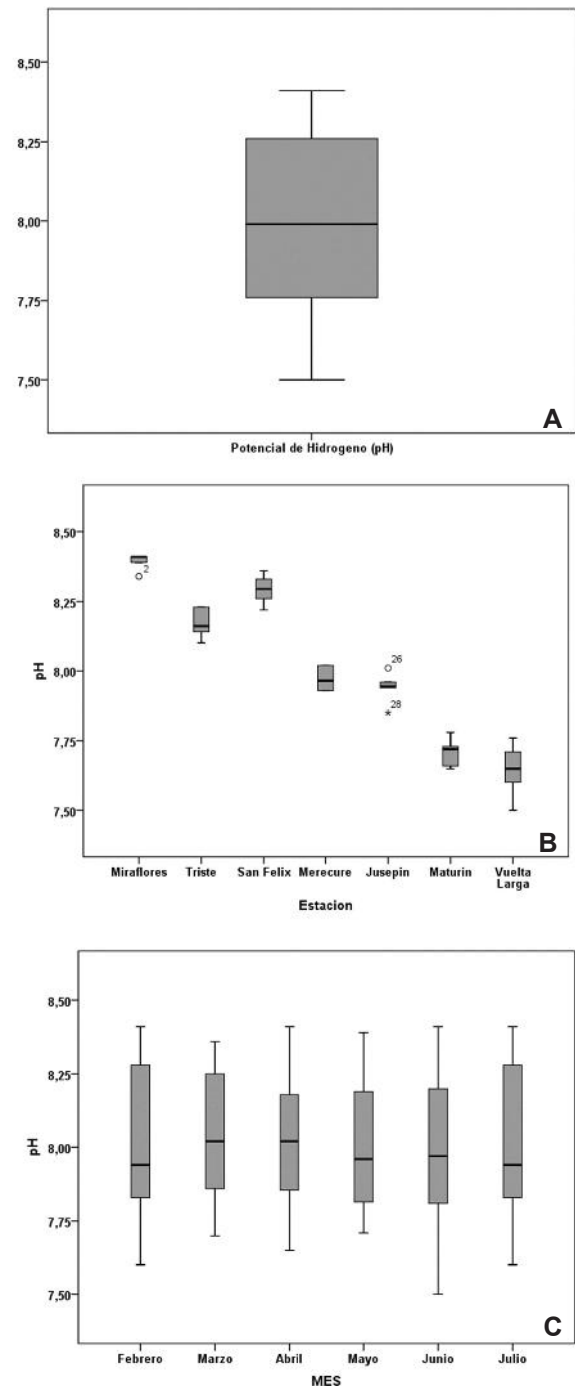 8,50
8,25
8,00
7,75
7,50
A
Potencial de Hidrogeno (pH)
8,50
8,25
8,00
7,75
7,50
pH
2
26
28
B
Miraflores Triste San Felix Merecure Jusepin Maturin Vuelta
Larga
Estacion
8,50
8,25
8,00
7,75
7,50
pH
C
Febrero Marzo Abril Mayo Junio Julio
MES